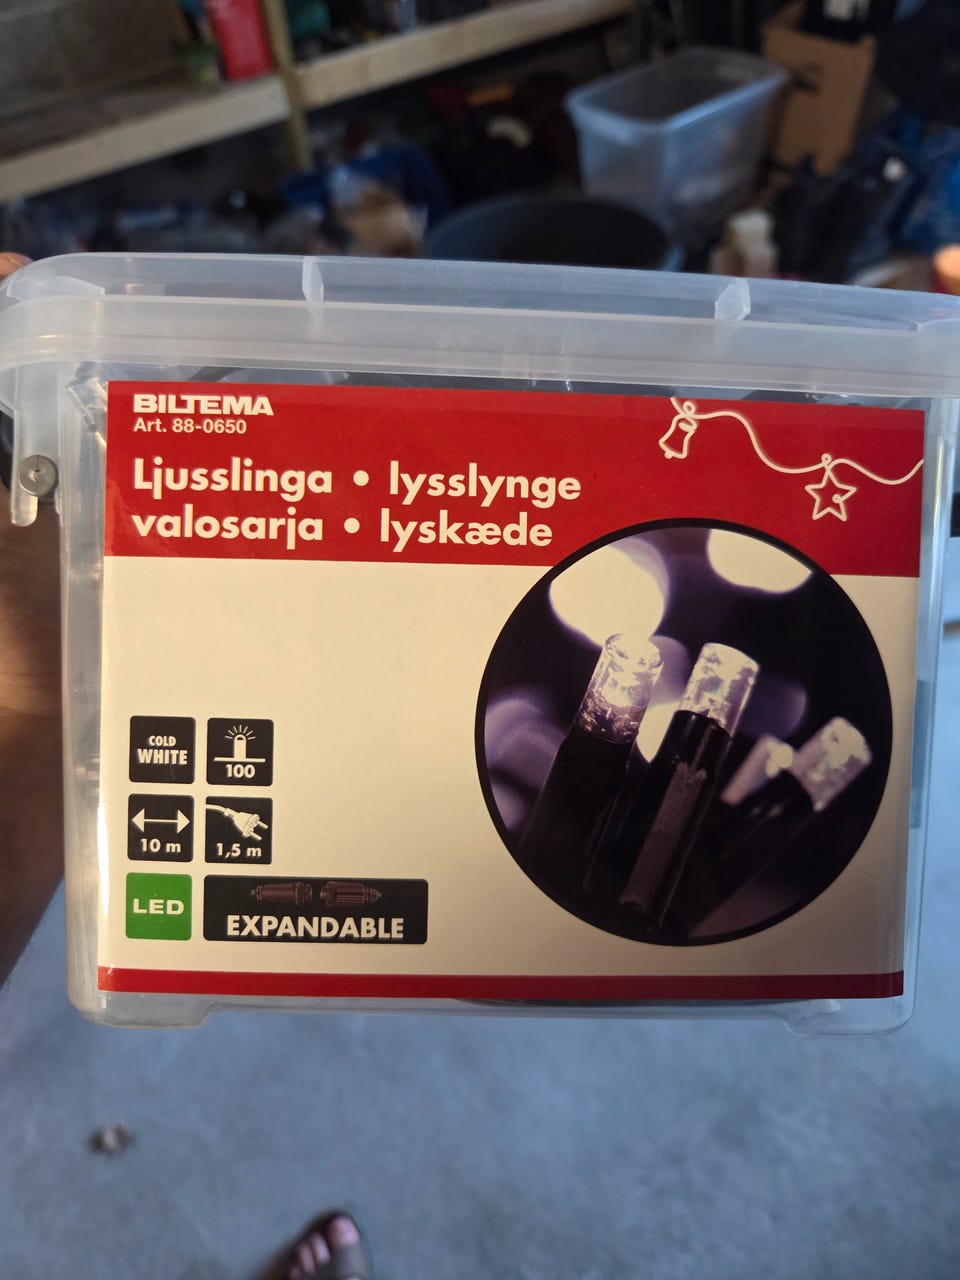 BILTEMA
Art. 88-0650
Ljusslinga • lysslynge
valosarja • lyskæde
COLD
WHITE
100
10 m
1,5 m
LED
EXPANDABLE